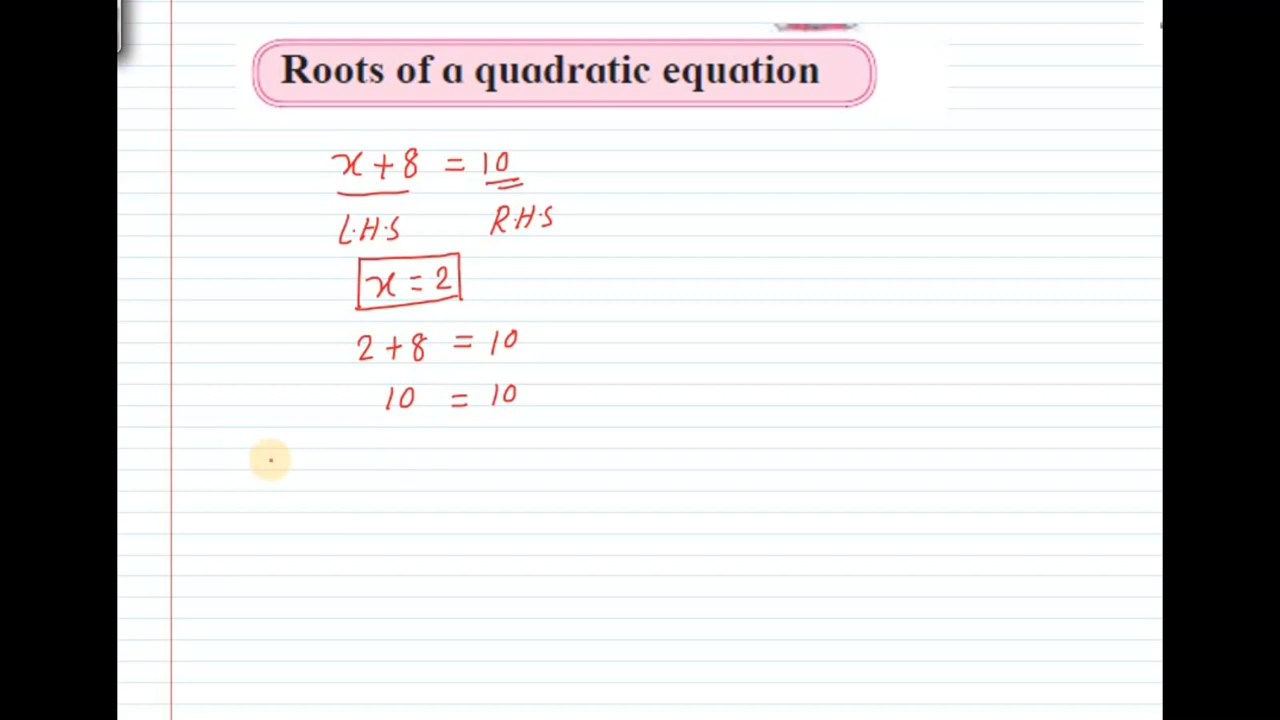 Roots of a quadratic equation
x + 8 = 10
L.H.S R.H.S
x = 2
2 + 8 = 10
10 = 10